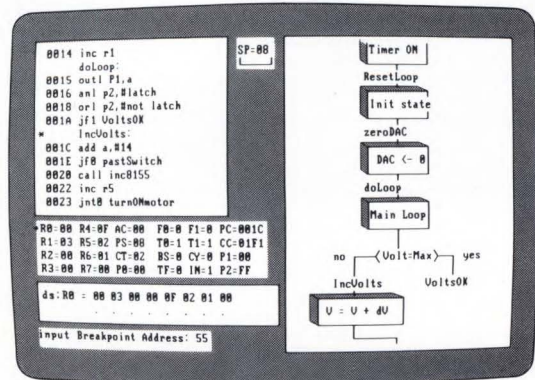 0014 inc r1
doLoop:
0015 outl P1,a
0016 anl p2,#latch
0018 orl p2,#not latch
001A jf1 VoltsOK
* IncVolts:
001C add a,#14
001E jf0 pastSwitch
0020 call inc8155
0022 inc r5
0023 jnt0 turnONmotor
SP=08
*R0=00 R4=0F AC=00 F0=0 F1=0 PC=001C
R1=03 R5=02 PS=08 T0=1 T1=1 CC=01F1
R2=00 R6=01 CT=02 BS=0 CY=0 P1=00
R3=00 R7=00 P0=00 TF=0 IN=1 P2=FF
ds:R0 = 00 03 00 00 0F 02 01 00
. . . . . . . .
input Breakpoint Address: 55
Timer ON
ResetLoop
Init state
zeroDAC
DAC <- 0
doLoop
Main Loop
no <Volt=Max> yes
IncVolts VoltsOK
V = V + dV